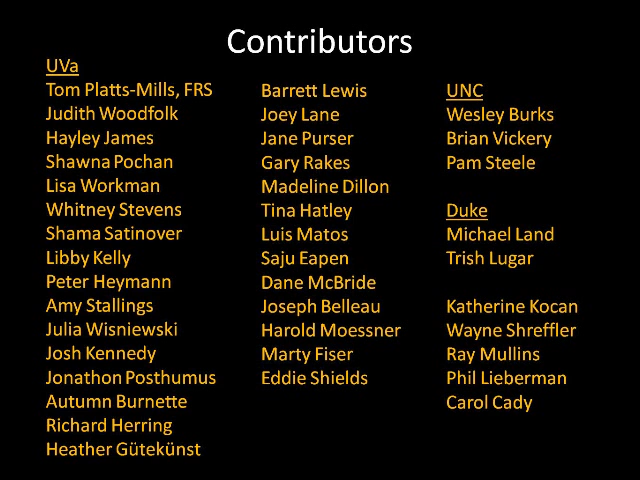 Contributors
UVa
Tom Platts-Mills, FRS
Judith Woodfolk
Hayley James
Shawna Pochan
Lisa Workman
Whitney Stevens
Shama Satinover
Libby Kelly
Peter Heymann
Amy Stallings
Julia Wisniewski
Josh Kennedy
Jonathon Posthumus
Autumn Burnette
Richard Herring
Heather Gütekünst
Barrett Lewis
Joey Lane
Jane Purser
Gary Rakes
Madeline Dillon
Tina Hatley
Luis Matos
Saju Eapen
Dane McBride
Joseph Belleau
Harold Moessner
Marty Fiser
Eddie Shields
UNC
Wesley Burks
Brian Vickery
Pam Steele
Duke
Michael Land
Trish Lugar
Katherine Kocan
Wayne Shreffler
Ray Mullins
Phil Lieberman
Carol Cady